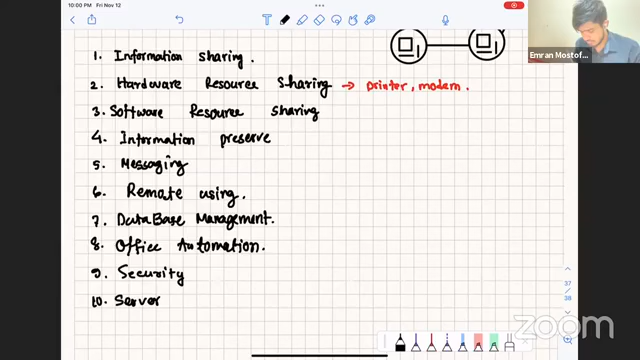 10:00 PM Fri Nov 12
Emran Mostof...
1. Information sharing.
2. Hardware Resource Sharing → printer, modem.
3. Software Resource sharing
4. Information preserve
5. Messaging
6. Remote using.
7. DataBase Management.
8. Office Automation.
9. Security
10. Server
37
/
38
zoom